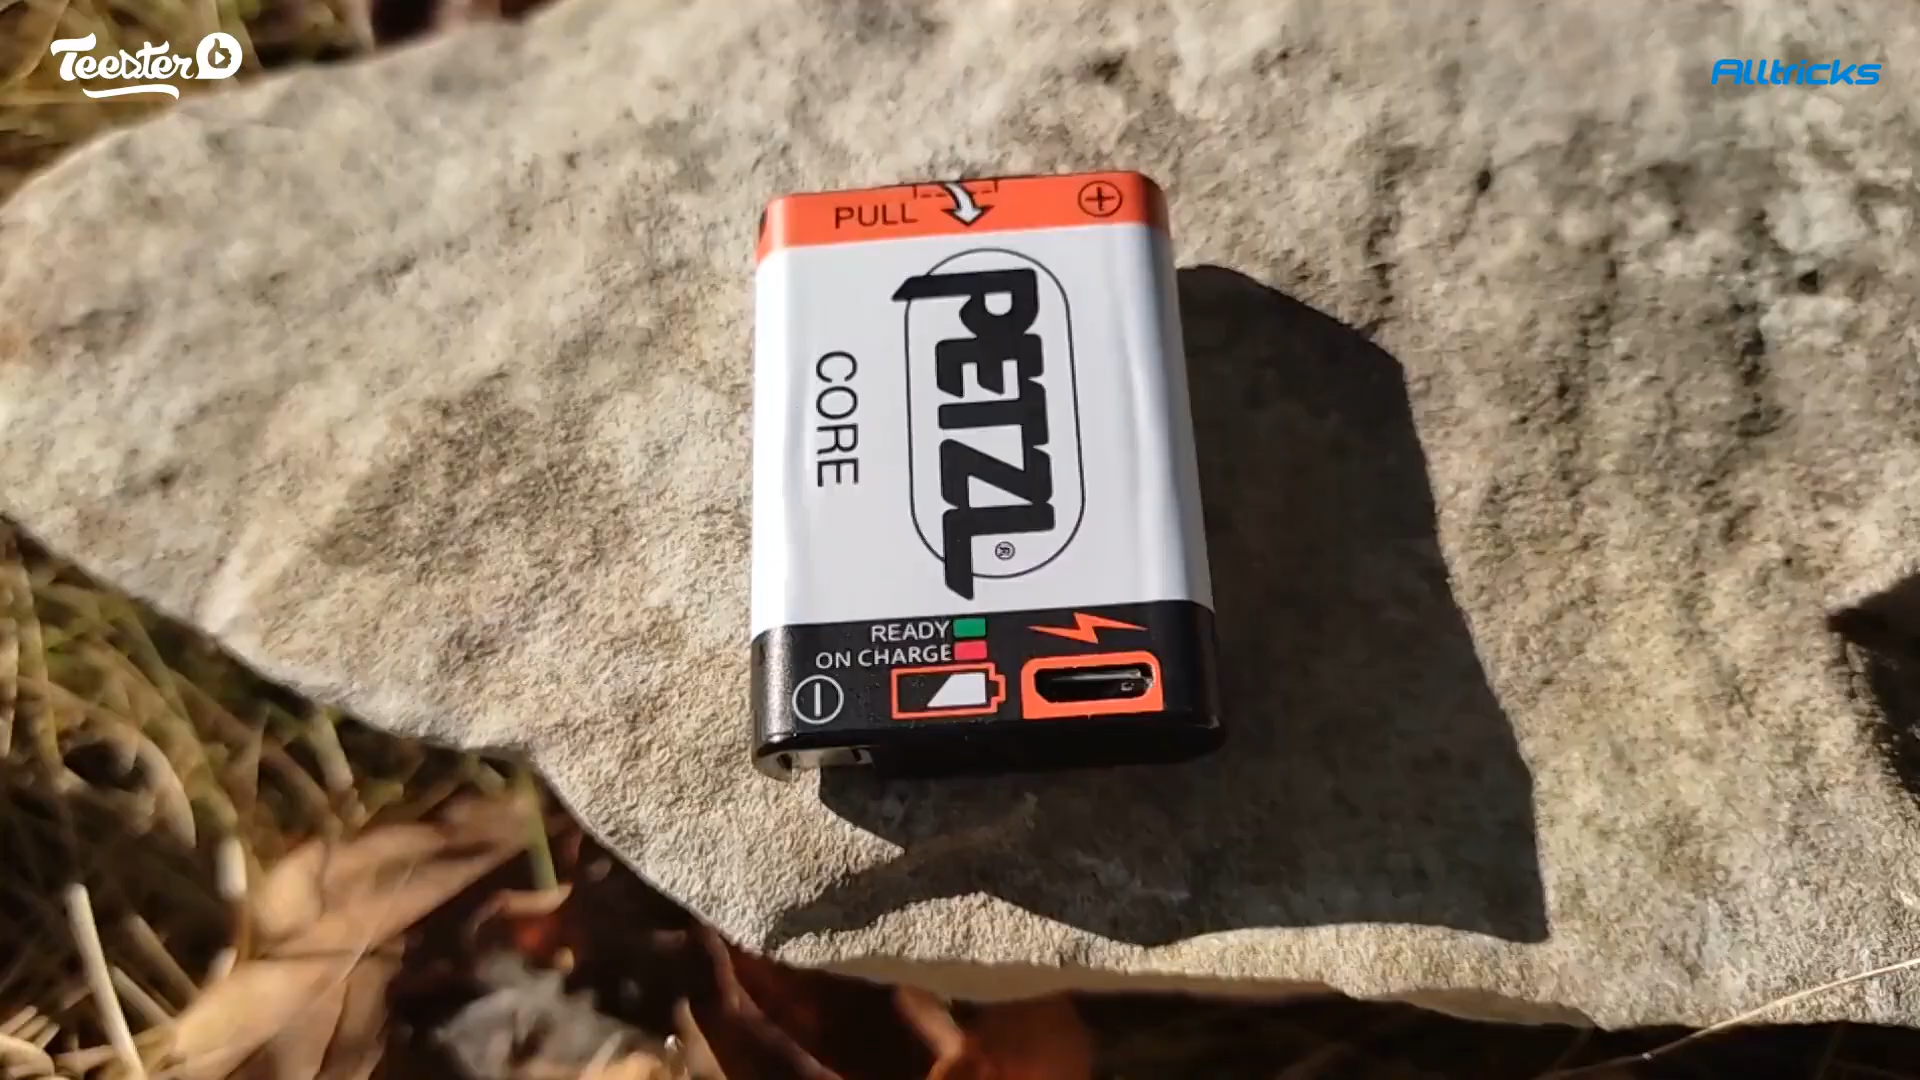 Teester
Alltricks
PULL
PETZL
®
CORE
READY
ON CHARGE